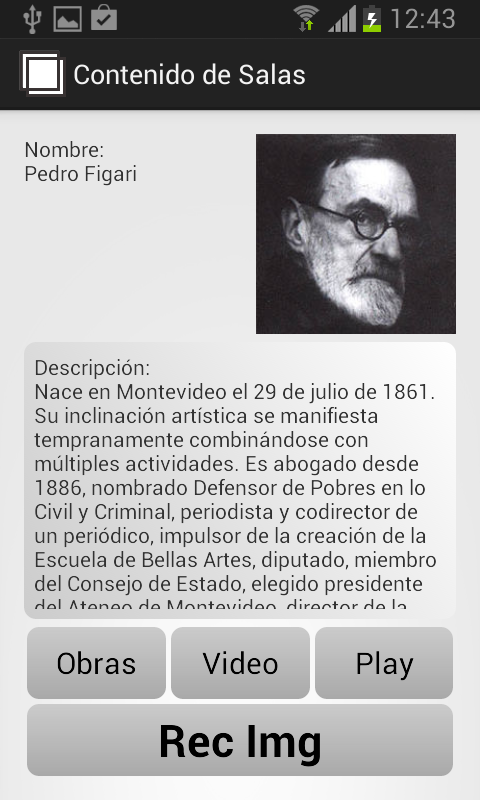 12:43
Contenido de Salas
Nombre:
Pedro Figari
Descripción:
Nace en Montevideo el 29 de julio de 1861.
Su inclinación artística se manifiesta
tempranamente combinándose con
múltiples actividades. Es abogado desde
1886, nombrado Defensor de Pobres en lo
Civil y Criminal, periodista y codirector de
un periódico, impulsor de la creación de la
Escuela de Bellas Artes, diputado, miembro
del Consejo de Estado, elegido presidente
del Ateneo de Montevideo, director de la
Obras
Video
Play
Rec Img